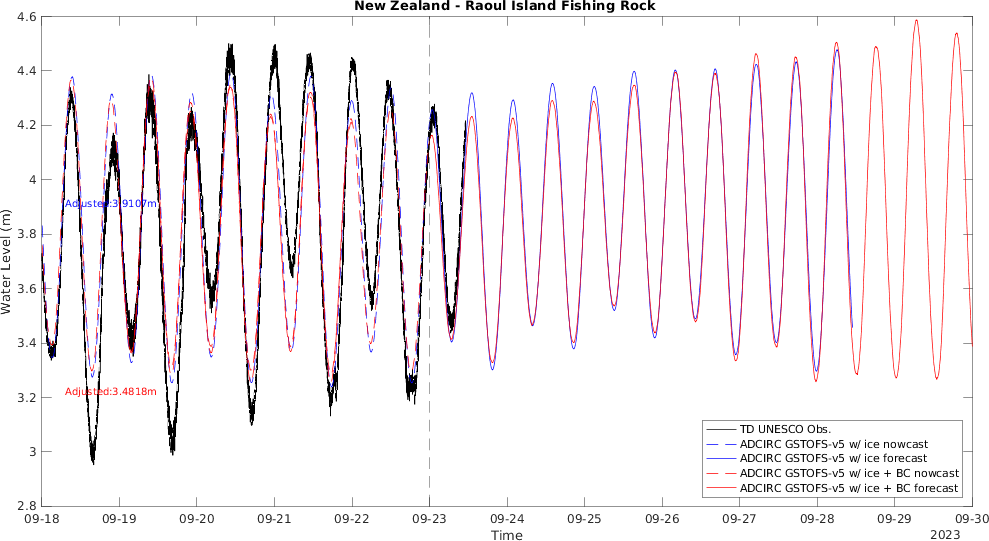 New Zealand - Raoul Island Fishing Rock
4.6
4.4
4.2
4
3.8
3.6
3.4
3.2
3
2.8
Water Level (m)
Adjusted:3.9107m
Adjusted:3.4818m
TD UNESCO Obs.
ADCIRC GSTOFS-v5 w/ ice nowcast
ADCIRC GSTOFS-v5 w/ ice forecast
ADCIRC GSTOFS-v5 w/ ice + BC nowcast
ADCIRC GSTOFS-v5 w/ ice + BC forecast
09-18 09-19 09-20 09-21 09-22 09-23 09-24 09-25 09-26 09-27 09-28 09-29 09-30
Time
2023